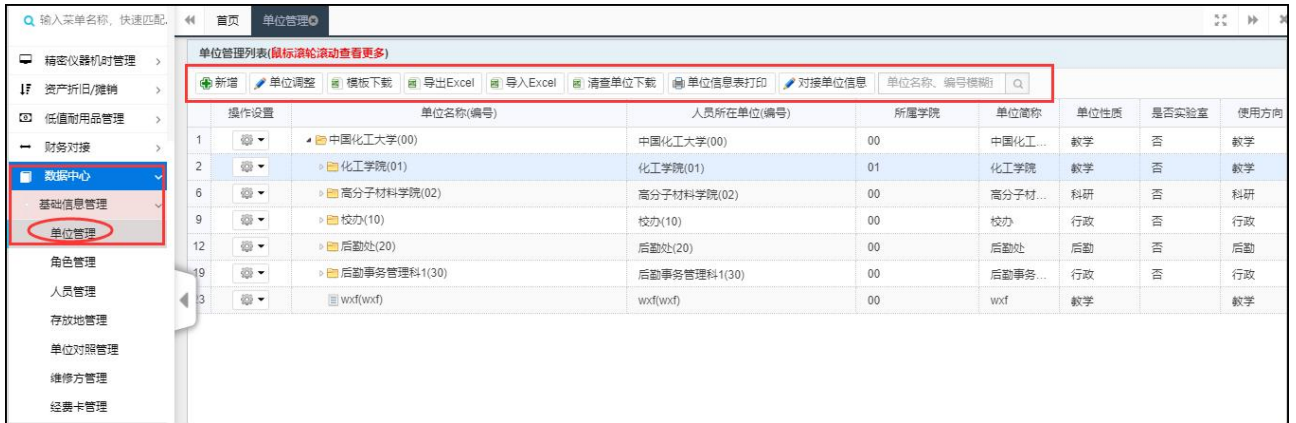 输入菜单名称，快速匹配. 首页 单位管理
精密仪器机时管理
资产折旧/摊销
低值耐用品管理
财务对接
数据中心
基础信息管理
单位管理
角色管理
人员管理
存放地管理
单位对照管理
维修方管理
经费卡管理
单位管理列表(鼠标滚轮滚动查看更多)
新增 单位调整 模板下载 导出Excel 导入Excel 清查单位下载 单位信息表打印 对接单位信息 单位名称、编号模糊
操作设置 单位名称(编号) 人员所在单位(编号) 所属学院 单位简称 单位性质 是否实验室 使用方向
1 中国化工大学(00) 中国化工大学(00) 00 中国化工... 教学 否 教学
2 化工学院(01) 化工学院(01) 01 化工学院 教学 否 教学
6 高分子材料学院(02) 高分子材料学院(02) 00 高分子材... 科研 否 科研
9 校办(10) 校办(10) 00 校办 行政 否 行政
12 后勤处(20) 后勤处(20) 00 后勤处 后勤 否 后勤
19 后勤事务管理科1(30) 后勤事务管理科1(30) 00 后勤事务... 行政 否 行政
wxf(wxf) wxf(wxf) 00 wxf 教学 教学